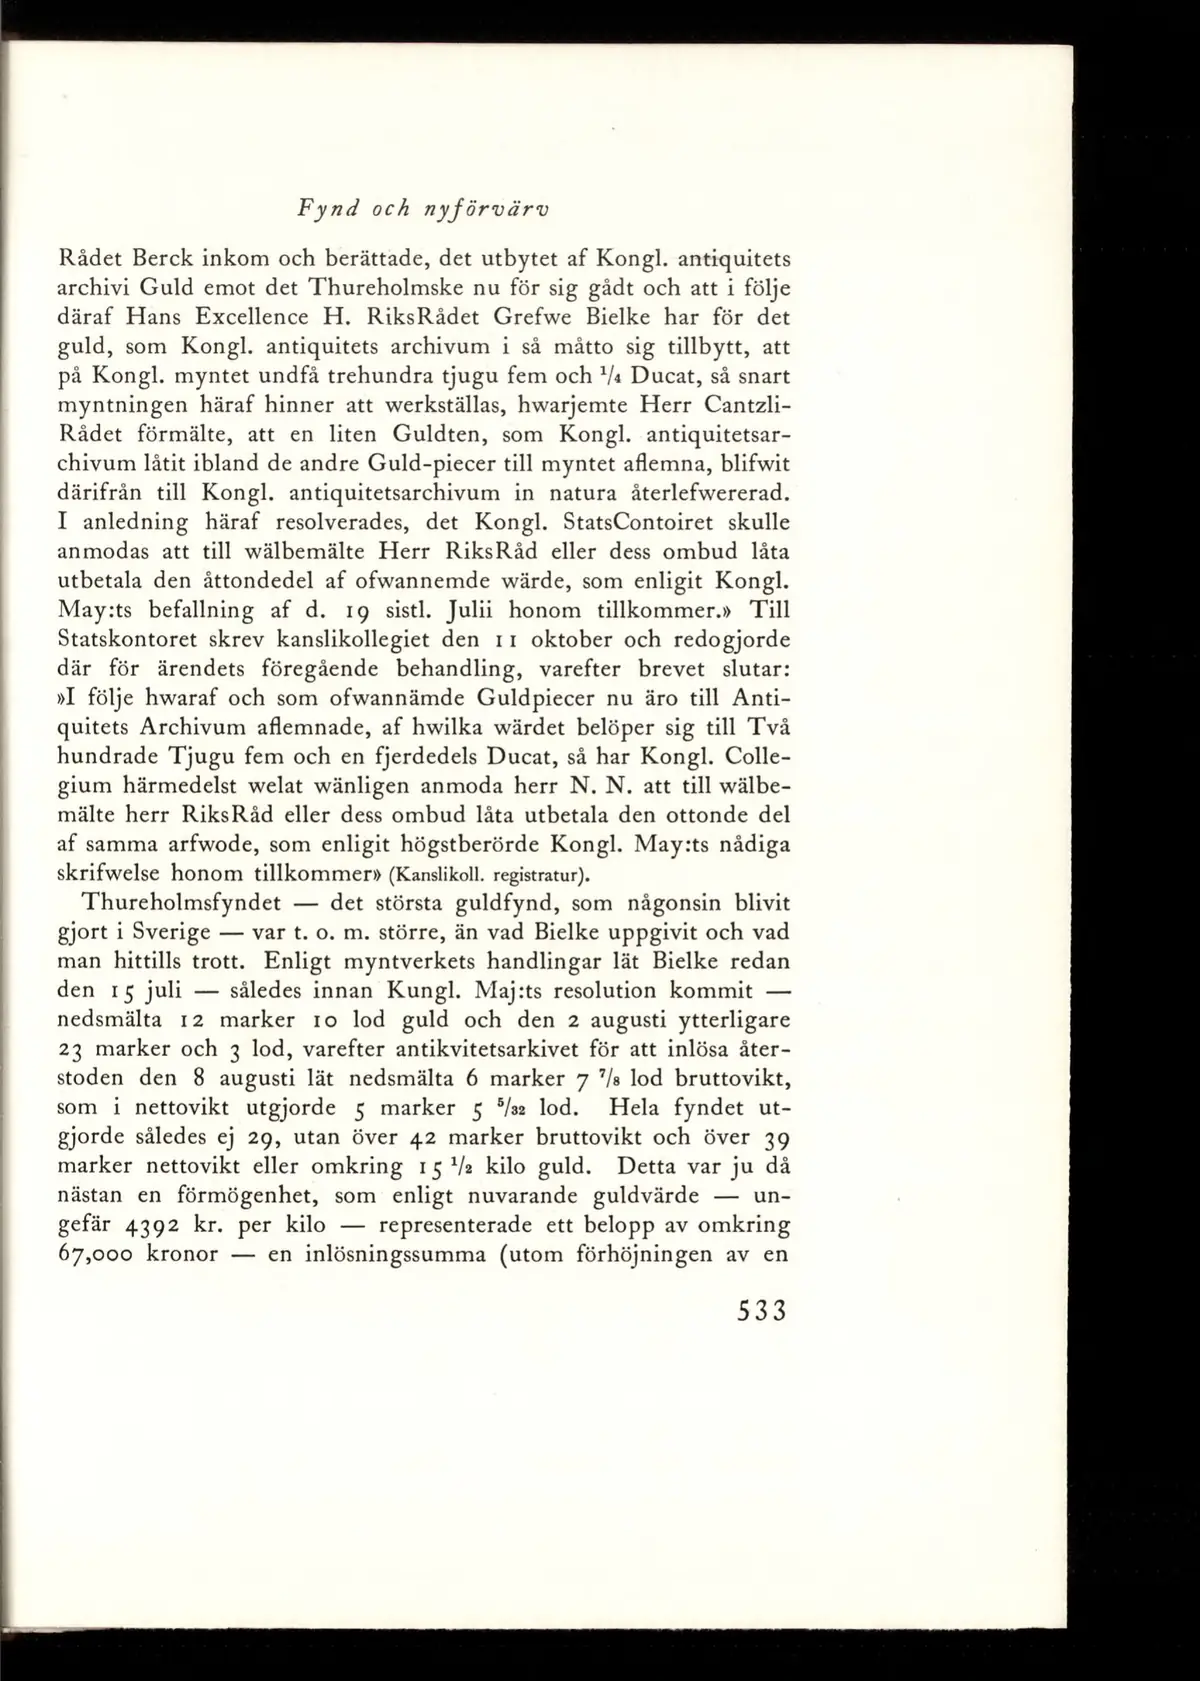 Fynd och nyförvärv
Rådet Berck inkom och berättade, det utbytet af Kongl. antiquitets
archivi Guld emot det Thureholmske nu för sig gådt och att i följe
däraf Hans Excellence H. RiksRådet Grefwe Bielke har för det
guld, som Kongl. antiquitets archivum i så måtto sig tillbytt, att
på Kongl. myntet undfå trehundra tjugu fem och 1/4 Ducat, så snart
myntningen häraf hinner att werkställas, hwarjemte Herr Cantzli-
Rådet förmälte, att en liten Guldten, som Kongl. antiquitetsar-
chivum låtit ibland de andre Guld-piecer till myntet aflemna, blifwit
därifrån till Kongl. antiquitetsarchivum in natura återlefwererad.
I anledning häraf resolverades, det Kongl. StatsContoiret skulle
anmodas att till wälbemälte Herr RiksRåd eller dess ombud låta
utbetala den åttondedel af ofwannemde wärde, som enligit Kongl.
May:ts befallning af d. 19 sistl. Julii honom tillkommer.» Till
Statskontoret skrev kanslikollegiet den 11 oktober och redogjorde
där för ärendets föregående behandling, varefter brevet slutar:
»I följe hwaraf och som ofwannämde Guldpiecer nu äro till Anti-
quitets Archivum aflemnade, af hwilka wärdet belöper sig till Två
hundrade Tjugu fem och en fjerdedels Ducat, så har Kongl. Colle-
gium härmedelst welat wänligen anmoda herr N. N. att till wälbe-
mälte herr RiksRåd eller dess ombud låta utbetala den ottonde del
af samma arfwode, som enligit högstberörde Kongl. May:ts nådiga
skrifwelse honom tillkommer» (Kanslikoll. registratur).
Thureholmsfyndet — det största guldfynd, som någonsin blivit
gjort i Sverige — var t. o. m. större, än vad Bielke uppgivit och vad
man hittills trott. Enligt myntverkets handlingar lät Bielke redan
den 15 juli — således innan Kungl. Maj:ts resolution kommit —
nedsmälta 12 marker 10 lod guld och den 2 augusti ytterligare
23 marker och 3 lod, varefter antikvitetsarkivet för att inlösa åter-
stoden den 8 augusti lät nedsmälta 6 marker 7 7/8 lod bruttovikt,
som i nettovikt utgjorde 5 marker 5 5/32 lod. Hela fyndet ut-
gjorde således ej 29, utan över 42 marker bruttovikt och över 39
marker nettovikt eller omkring 15 1/2 kilo guld. Detta var ju då
nästan en förmögenhet, som enligt nuvarande guldvärde — un-
gefär 4392 kr. per kilo — representerade ett belopp av omkring
67,000 kronor — en inlösningssumma (utom förhöjningen av en
533